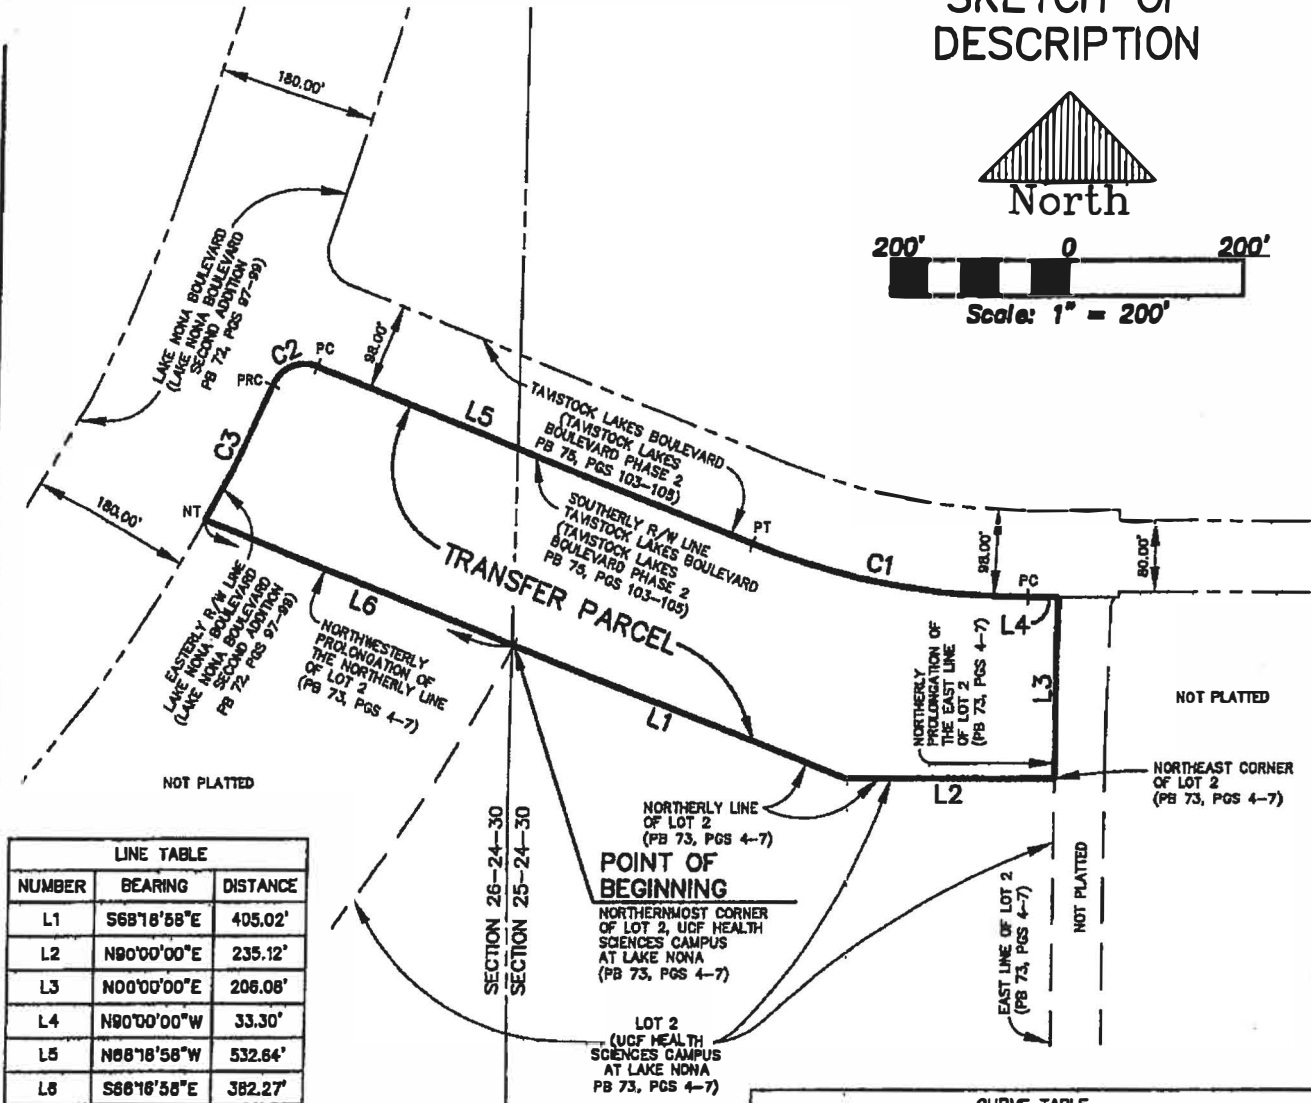 SKETCH OF
DESCRIPTION
North
200' 0 200'
Scale: 1" = 200'
180.00'
LAKE NONA BOULEVARD
(LAKE NONA BOULEVARD
SECOND ADDITION
PB 72, PGS 97-99)
C2
PC
PRC
98.00'
L5
C3
TAVISTOCK LAKES BOULEVARD
(TAVISTOCK LAKES
BOULEVARD PHASE 2
PB 75, PGS 103-105)
180.00'
NT
SOUTHERLY R/W LINE
TAVISTOCK LAKES BOULEVARD
(TAVISTOCK LAKES
BOULEVARD PHASE 2
PB 75, PGS 103-105)
PT
C1
98.00'
80.00'
PC
L4
TRANSFER PARCEL
EASTERLY R/W LINE
LAKE NONA BOULEVARD
(LAKE NONA BOULEVARD
SECOND ADDITION
PB 72, PGS 97-99)
L6
NORTHWESTERLY
PROLONGATION OF
THE NORTHERLY LINE
OF LOT 2
(PB 73, PGS 4-7)
L1
NORTHERLY
PROLONGATION OF
THE EAST LINE
OF LOT 2
(PB 73, PGS 4-7)
L3
NOT PLATTED
NOT PLATTED
L2
NORTHEAST CORNER
OF LOT 2
(PB 73, PGS 4-7)
NORTHERLY LINE
OF LOT 2
(PB 73, PGS 4-7)
SECTION 26-24-30
SECTION 25-24-30
POINT OF
BEGINNING
NORTHERNMOST CORNER
OF LOT 2, UCF HEALTH
SCIENCES CAMPUS
AT LAKE NONA
(PB 73, PGS 4-7)
EAST LINE OF LOT 2
(PB 73, PGS 4-7)
NOT PLATTED
LOT 2
(UCF HEALTH
SCIENCES CAMPUS
AT LAKE NONA
PB 73, PGS 4-7)
LINE TABLE
NUMBER BEARING DISTANCE
L1 S68°16'58"E 405.02'
L2 N90°00'00"E 235.12'
L3 N00°00'00"E 206.08'
L4 N90°00'00"W 33.30'
L5 N68°16'58"W 532.64'
L6 S68°16'58"E 382.27'
CURVE TABLE